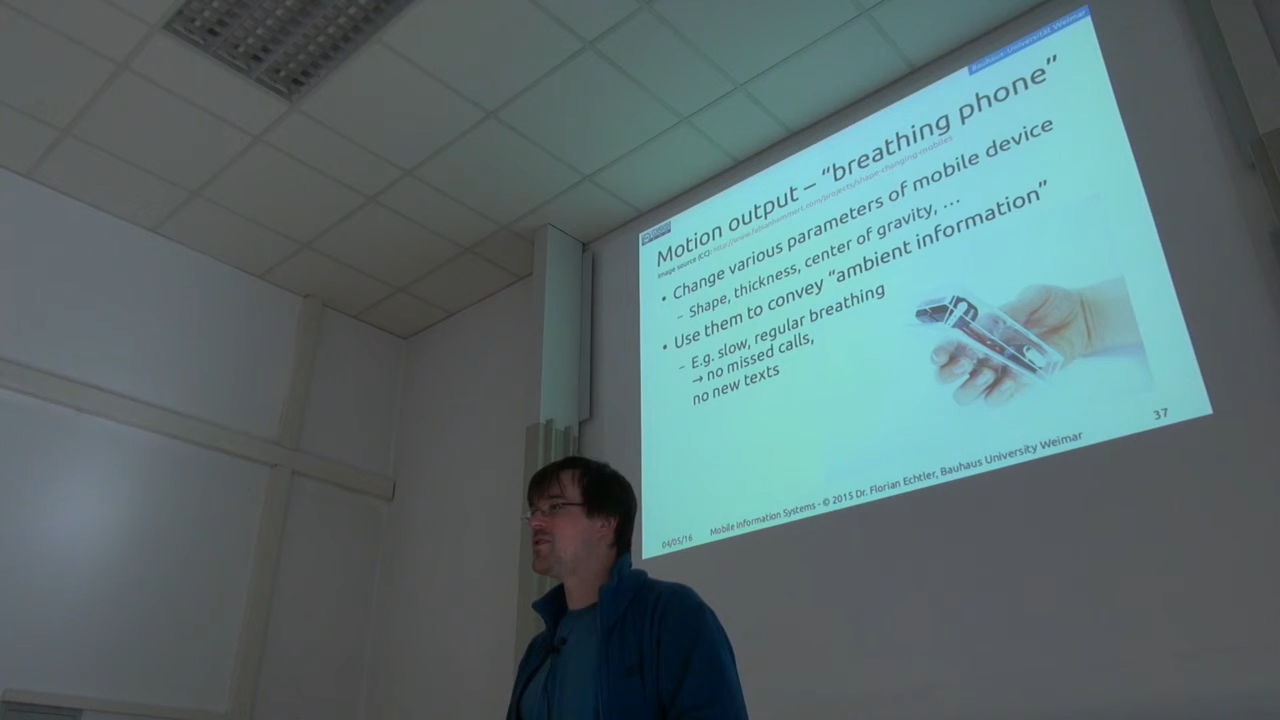 Bauhaus-Universität Weimar
Motion output – “breathing phone”
Image source (CC): http://www.fabianhemmert.com/projects/shape-changing-mobiles
• Change various parameters of mobile device
– Shape, thickness, center of gravity, ...
• Use them to convey “ambient information”
– E.g. slow, regular breathing
→ no missed calls,
no new texts
37
04/05/16
Mobile Information Systems - © 2015 Dr. Florian Echtler, Bauhaus University Weimar